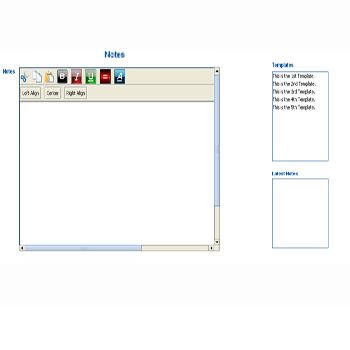 Notes
Notes
B I U A
Left Align Center Right Align
Templates
This is the 1st Template.
This is the 2nd Template.
This is the 3rd Template.
This is the 4th Template.
This is the 5th Template.
Latest Notes